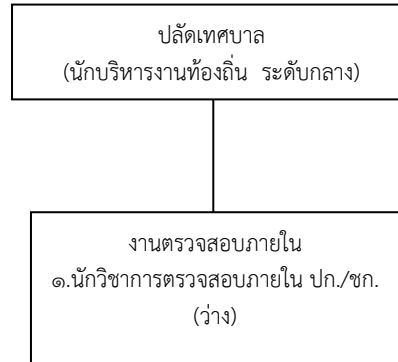 ปลัดเทศบาล
(นักบริหารงานท้องถิ่น ระดับกลาง)
งานตรวจสอบภายใน
๑.นักวิชาการตรวจสอบภายใน ปก./ชก.
(ว่าง)